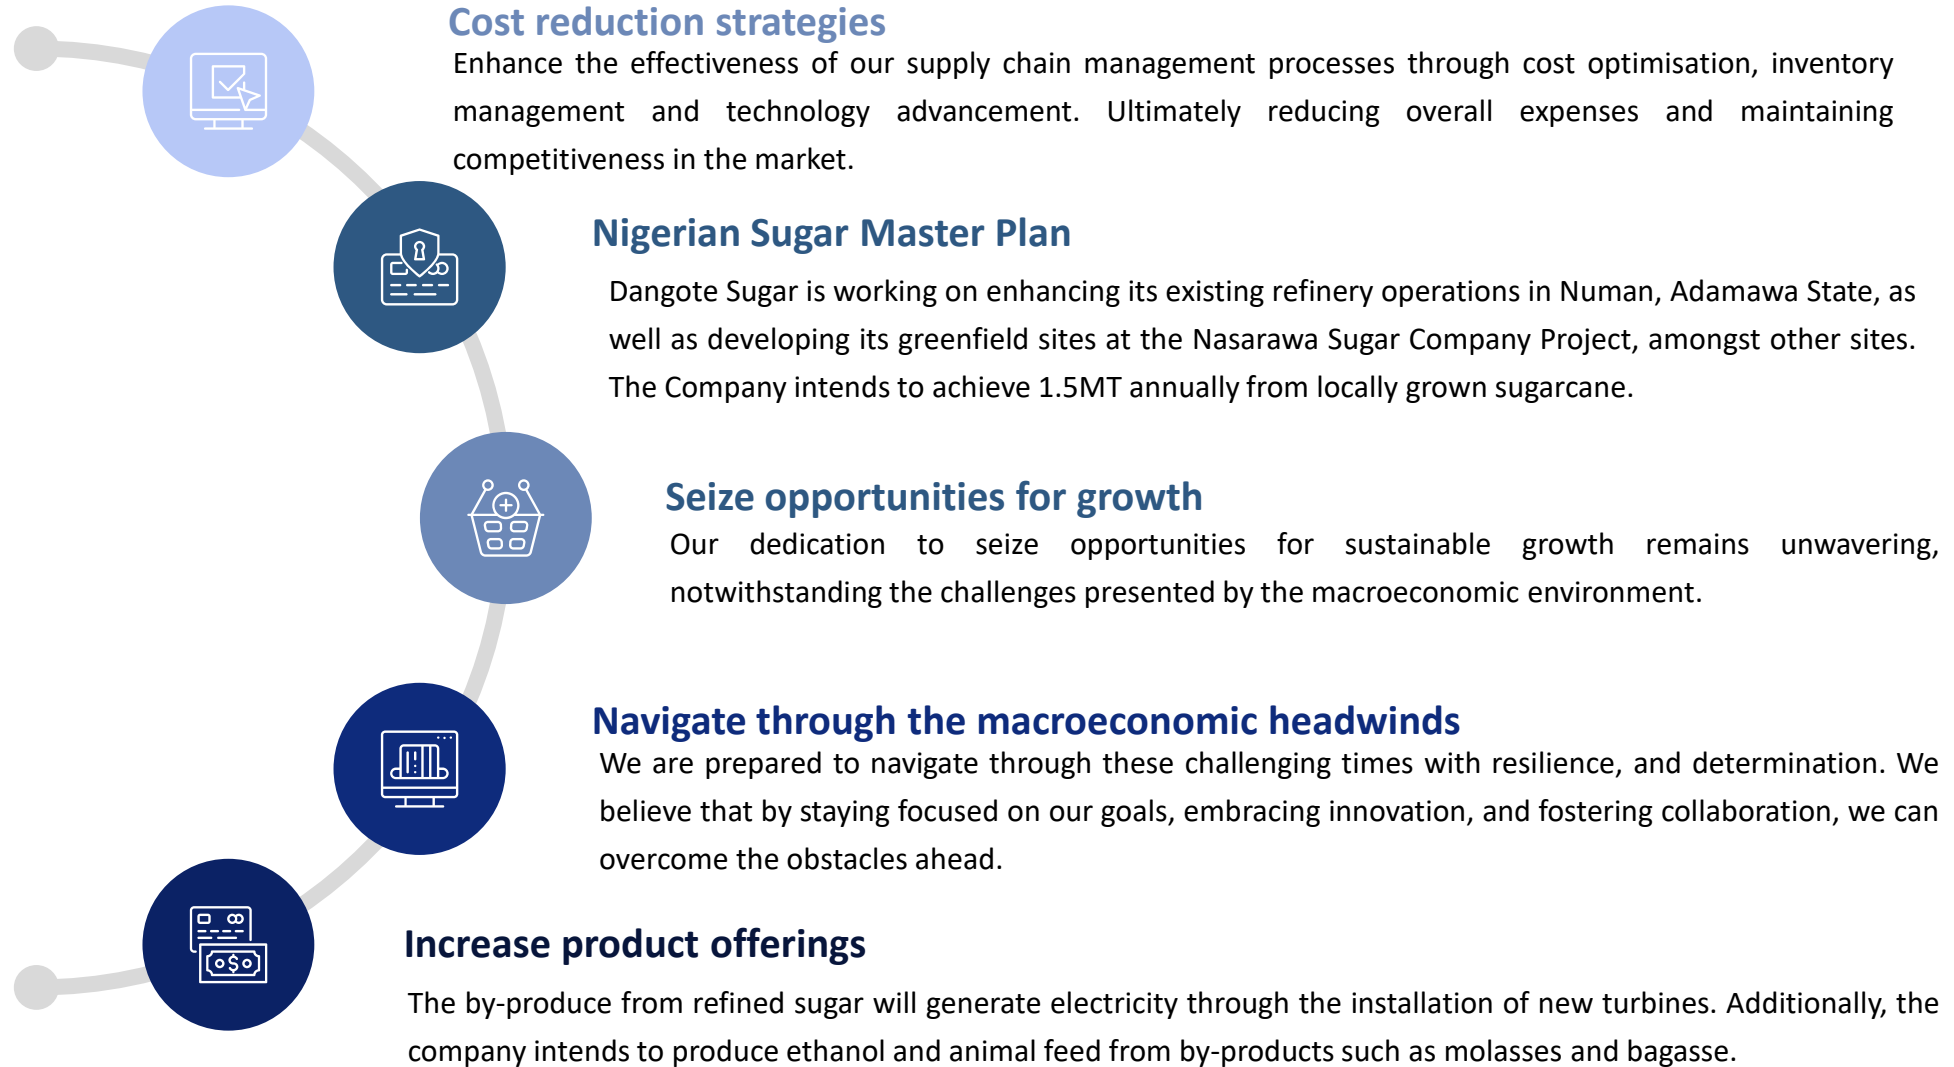 Cost reduction strategies
Enhance the effectiveness of our supply chain management processes through cost optimisation, inventory
management and technology advancement. Ultimately reducing overall expenses and maintaining
competitiveness in the market.
Nigerian Sugar Master Plan
Dangote Sugar is working on enhancing its existing refinery operations in Numan, Adamawa State, as
well as developing its greenfield sites at the Nasarawa Sugar Company Project, amongst other sites.
The Company intends to achieve 1.5MT annually from locally grown sugarcane.
Seize opportunities for growth
Our dedication to seize opportunities for sustainable growth remains unwavering,
notwithstanding the challenges presented by the macroeconomic environment.
Navigate through the macroeconomic headwinds
We are prepared to navigate through these challenging times with resilience, and determination. We
believe that by staying focused on our goals, embracing innovation, and fostering collaboration, we can
overcome the obstacles ahead.
Increase product offerings
The by-produce from refined sugar will generate electricity through the installation of new turbines. Additionally, the
company intends to produce ethanol and animal feed from by-products such as molasses and bagasse.